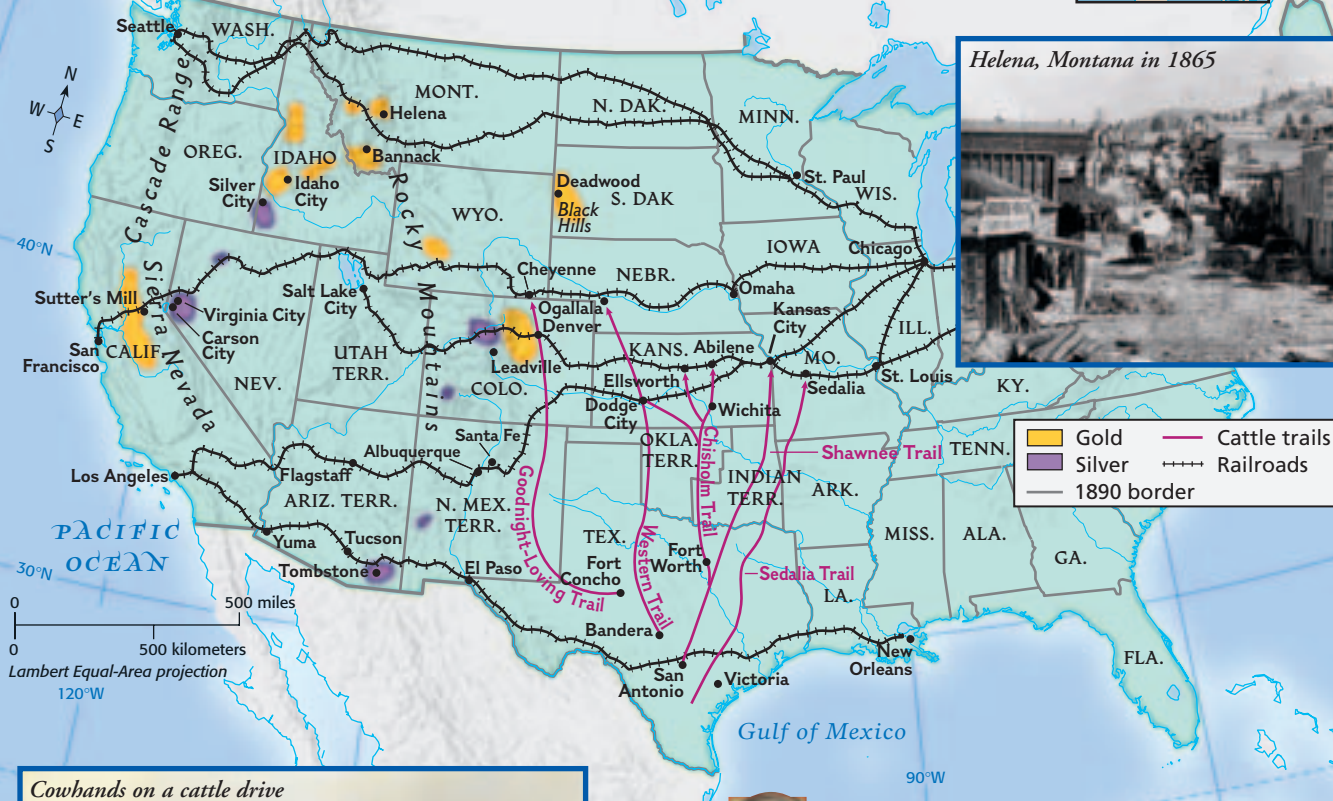 Seattle
WASH.
Cascade Range
N
W
E
S
MONT.
Helena
N. DAK.
MINN.
OREG.
IDAHO
Bannack
Silver
City
Idaho
City
Rocky
Mountains
WYO.
Deadwood
Black
Hills
S. DAK
St. Paul
WIS.
40°N
IOWA
Chicago
Cheyenne
NEBR.
Omaha
Sutter's Mill
Sierra Nevada
Virginia City
Carson
City
Salt Lake
City
Ogallala
Denver
Kansas
City
ILL.
San
Francisco
CALIF.
NEV.
UTAH
TERR.
Leadville
COLO.
KANS.
Abilene
MO.
Ellsworth
Sedalia
St. Louis
KY.
Dodge
City
Wichita
Santa Fe
Albuquerque
OKLA.
TERR.
Chisholm Trail
Shawnee Trail
TENN.
Los Angeles
Flagstaff
ARIZ. TERR.
N. MEX.
TERR.
Goodnight-Loving Trail
INDIAN
TERR.
ARK.
PACIFIC
OCEAN
Yuma
Tucson
Tombstone
El Paso
TEX.
Fort
Concho
Western Trail
Fort
Worth
Sedalia Trail
LA.
MISS.
ALA.
GA.
30°N
0
500 miles
0
500 kilometers
Lambert Equal-Area projection
120°W
Bandera
San
Antonio
Victoria
New
Orleans
FLA.
Gulf of Mexico
90°W
Helena, Montana in 1865
Gold
Silver
1890 border
Cattle trails
Railroads
Cowhands on a cattle drive